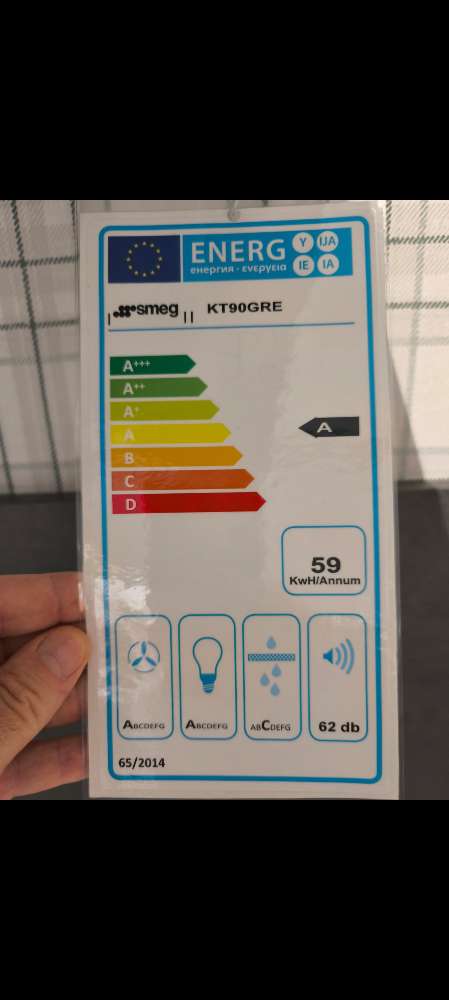 ENERG Y IJA
енергия · ενεργεια IE IA
smeg KT90GRE
A+++
A++
A+
A
A
B
C
D
59
KwH/Annum
ABCDEFG
ABCDEFG
ABCDEFG
62 db
65/2014